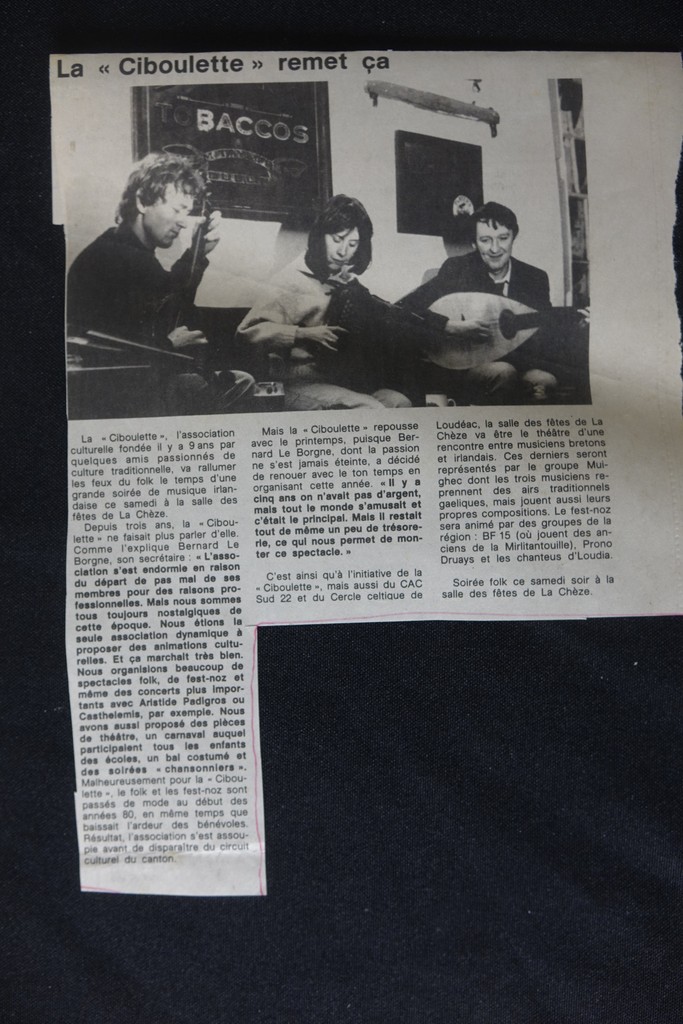 La « Ciboulette » remet ça
TOBACCOS
La « Ciboulette », l'association
culturelle fondée il y a 9 ans par
quelques amis passionnés de
culture traditionnelle, va rallumer
les feux du folk le temps d'une
grande soirée de musique irlan-
daise ce samedi à la salle des
fêtes de La Chèze.
Depuis trois ans, la « Cibou-
lette » ne faisait plus parler d'elle.
Comme l'explique Bernard Le
Borgne, son secrétaire : « L'asso-
ciation s'est endormie en raison
du départ de pas mal de ses
membres pour des raisons pro-
fessionnelles. Mais nous sommes
tous toujours nostalgiques de
cette époque. Nous étions la
seule association dynamique à
proposer des animations cultu-
relles. Et ça marchait très bien.
Nous organisions beaucoup de
spectacles folk, de fest-noz et
même des concerts plus impor-
tants avec Aristide Padigros ou
Casthelemis, par exemple. Nous
avons aussi proposé des pièces
de théâtre, un carnaval auquel
participaient tous les enfants
des écoles, un bal costumé et
des soirées « chansonniers ».
Malheureusement pour la « Cibou-
lette », le folk et les fest-noz sont
passés de mode au début des
années 80, en même temps que
baissait l'ardeur des bénévoles.
Résultat, l'association s'est assou-
pie avant de disparaître du circuit
culturel du canton.
Mais la « Ciboulette » repousse
avec le printemps, puisque Ber-
nard Le Borgne, dont la passion
ne s'est jamais éteinte, a décidé
de renouer avec le ton temps en
organisant cette année. « Il y a
cinq ans on n'avait pas d'argent,
mais tout le monde s'amusait et
c'était le principal. Mais il restait
tout de même un peu de trésore-
rie, ce qui nous permet de mon-
ter ce spectacle. »
C'est ainsi qu'à l'initiative de la
« Ciboulette », mais aussi du CAC
Sud 22 et du Cercle celtique de
Loudéac, la salle des fêtes de La
Chèze va être le théâtre d'une
rencontre entre musiciens bretons
et irlandais. Ces derniers seront
représentés par le groupe Mui-
ghec dont les trois musiciens re-
prennent des airs traditionnels
gaeliques, mais jouent aussi leurs
propres compositions. Le fest-noz
sera animé par des groupes de la
région : BF 15 (où jouent des an-
ciens de la Mirlitantouille), Prono
Druays et les chanteus d'Loudia.
Soirée folk ce samedi soir à la
salle des fêtes de La Chèze.